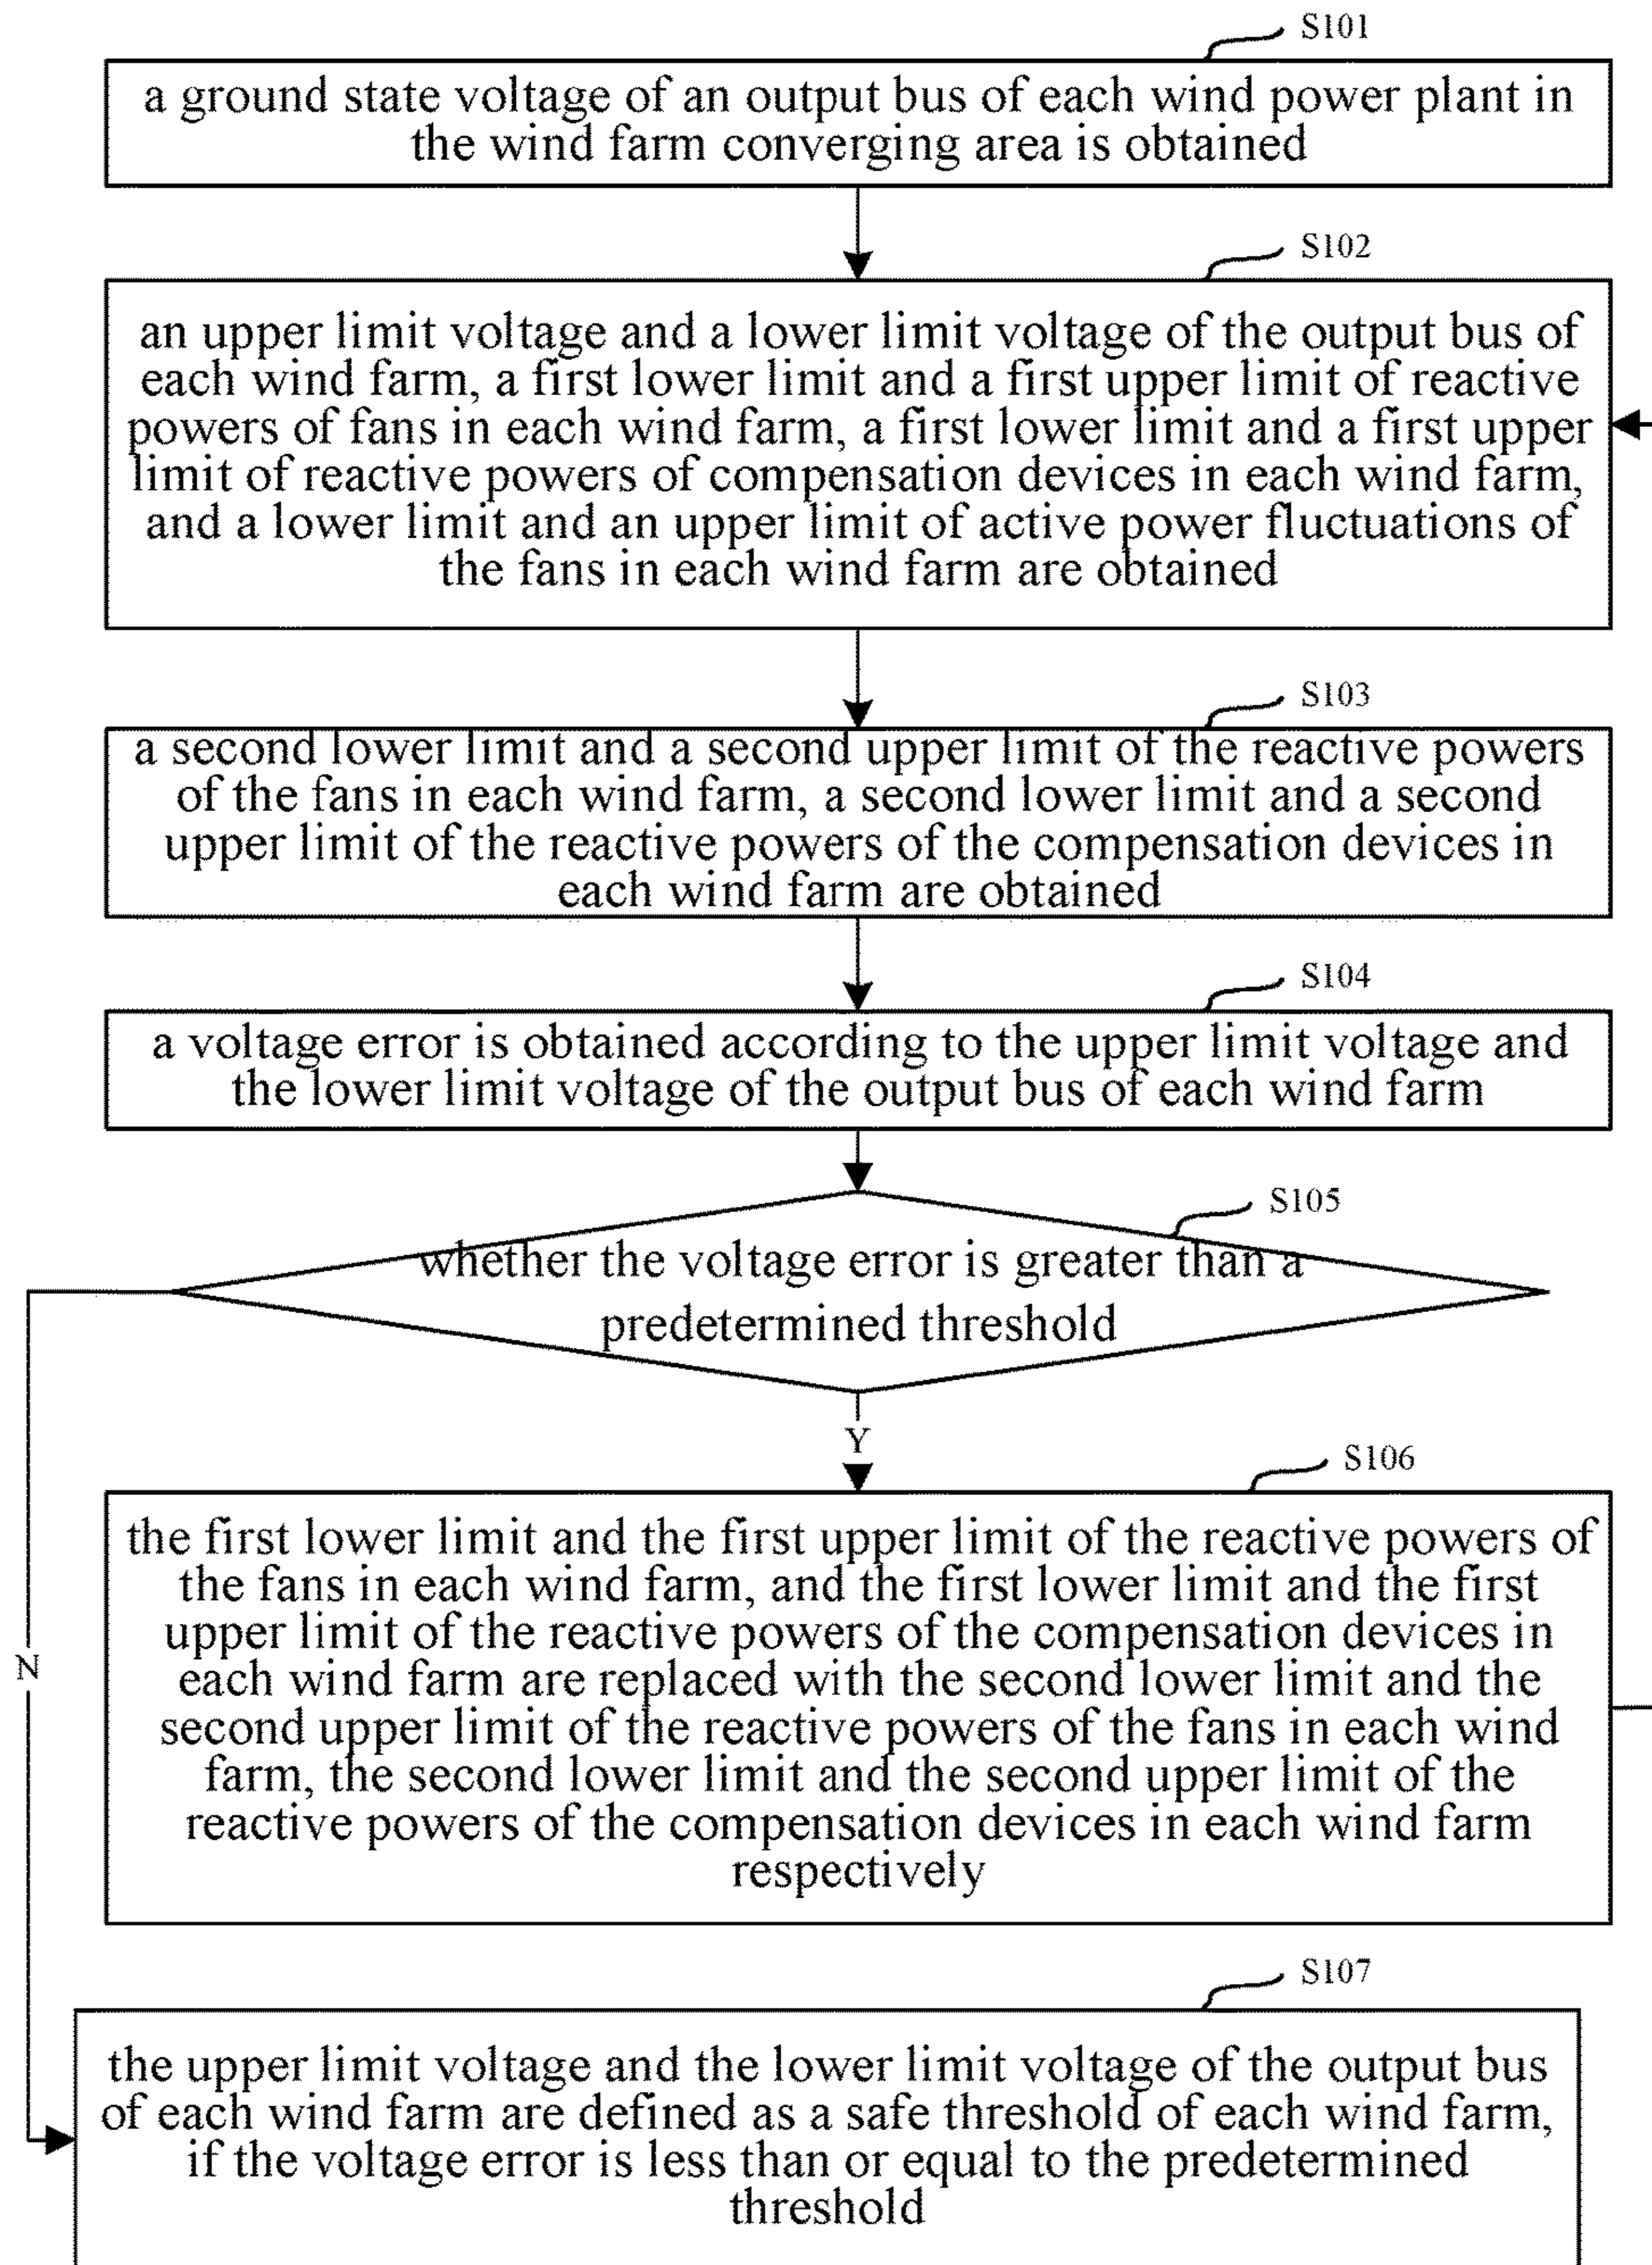 S101
a ground state voltage of an output bus of each wind power plant in
the wind farm converging area is obtained
S102
an upper limit voltage and a lower limit voltage of the output bus of
each wind farm, a first lower limit and a first upper limit of reactive
powers of fans in each wind farm, a first lower limit and a first upper
limit of reactive powers of compensation devices in each wind farm,
and a lower limit and an upper limit of active power fluctuations of
the fans in each wind farm are obtained
S103
a second lower limit and a second upper limit of the reactive powers
of the fans in each wind farm, a second lower limit and a second
upper limit of the reactive powers of the compensation devices in
each wind farm are obtained
S104
a voltage error is obtained according to the upper limit voltage and
the lower limit voltage of the output bus of each wind farm
S105
whether the voltage error is greater than a
predetermined threshold
Y
S106
the first lower limit and the first upper limit of the reactive powers of
the fans in each wind farm, and the first lower limit and the first
upper limit of the reactive powers of the compensation devices in
each wind farm are replaced with the second lower limit and the
second upper limit of the reactive powers of the fans in each wind
farm, the second lower limit and the second upper limit of the
reactive powers of the compensation devices in each wind farm
respectively
N
S107
the upper limit voltage and the lower limit voltage of the output bus
of each wind farm are defined as a safe threshold of each wind farm,
if the voltage error is less than or equal to the predetermined
threshold